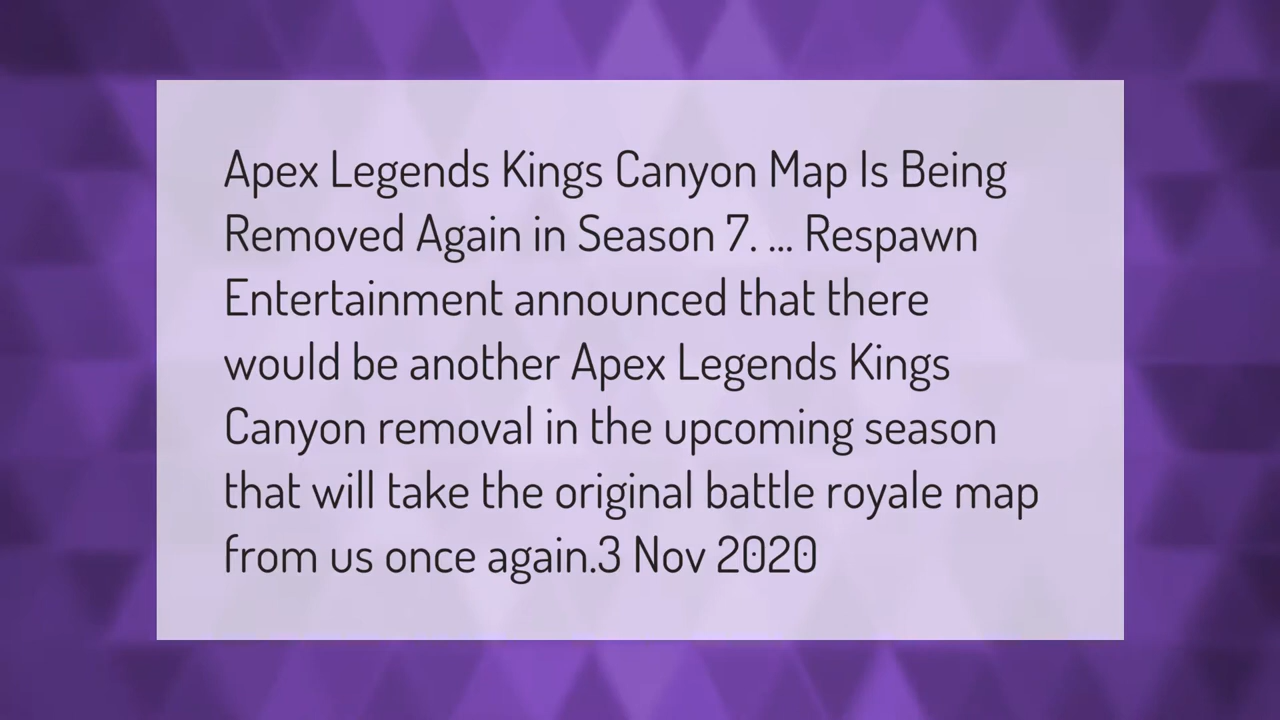 Apex Legends Kings Canyon Map Is Being
Removed Again in Season 7. ... Respawn
Entertainment announced that there
would be another Apex Legends Kings
Canyon removal in the upcoming season
that will take the original battle royale map
from us once again.3 Nov 2020